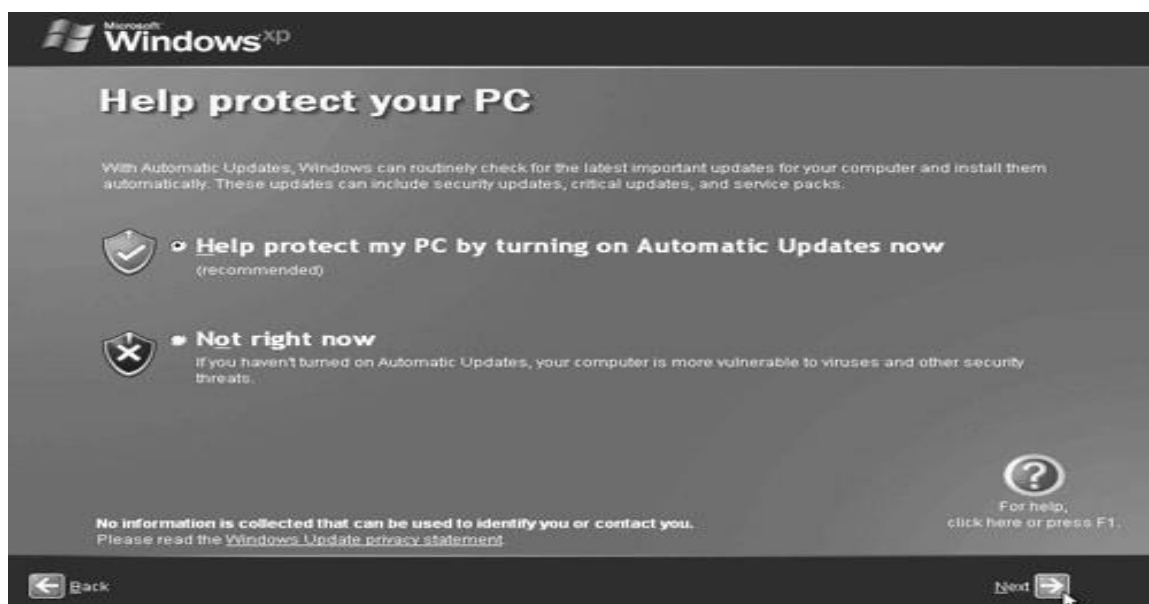 Microsoft
Windows xp
Help protect your PC
With Automatic Updates, Windows can routinely check for the latest important updates for your computer and install them
automatically. These updates can include security updates, critical updates, and service packs.
Help protect my PC by turning on Automatic Updates now
(recommended)
Not right now
If you haven't turned on Automatic Updates, your computer is more vulnerable to viruses and other security
threats.
For help,
click here or press F1.
No information is collected that can be used to identify you or contact you.
Please read the Windows Update privacy statement
Back
Next